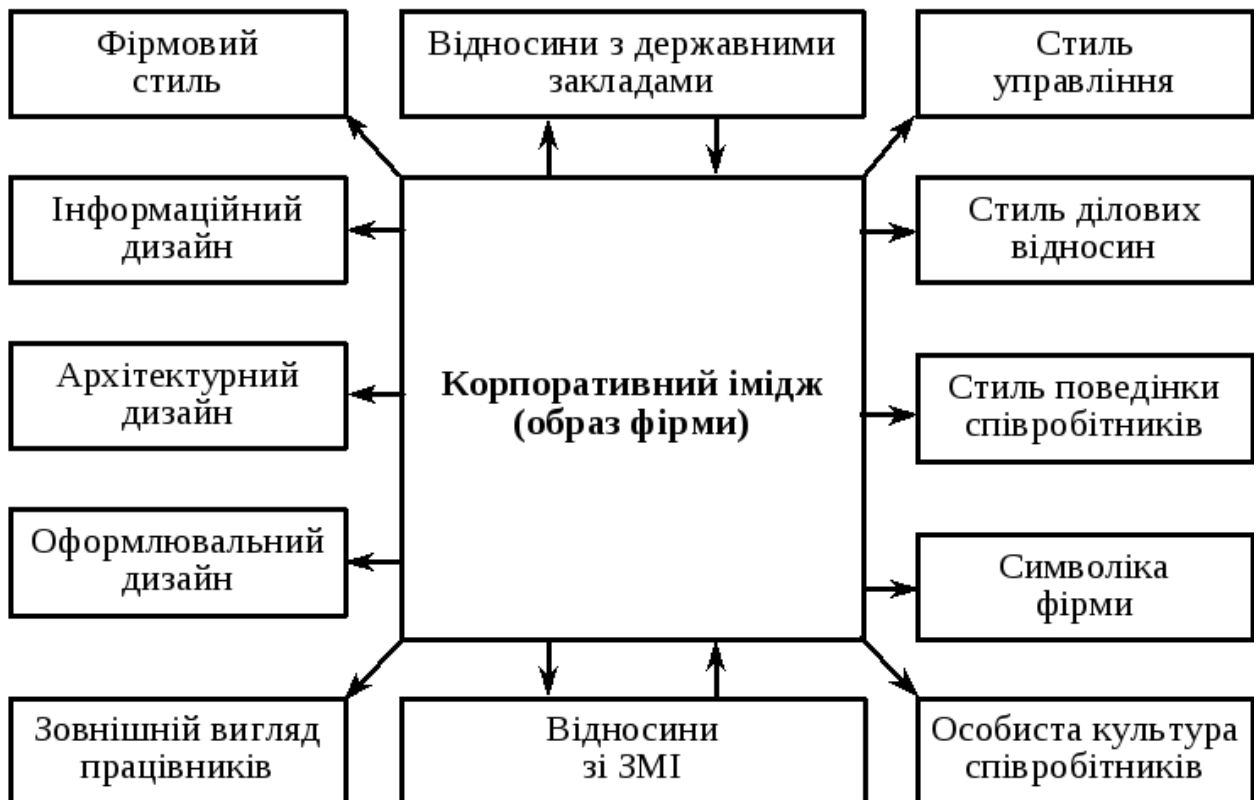 Фірмовий
стиль
Відносини з державними
закладами
Стиль
управління
Інформаційний
дизайн
Стиль ділових
відносин
Архітектурний
дизайн
Корпоративний імідж
(образ фірми)
Стиль поведінки
співробітників
Оформлювальний
дизайн
Символіка
фірми
Зовнішній вигляд
працівників
Відносини
зі ЗМІ
Особиста культура
співробітників